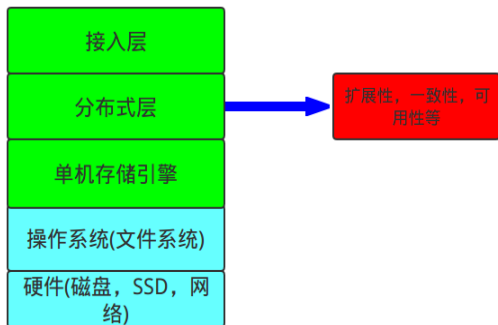 接入层
分布式层
扩展性，一致性，可
用性等
单机存储引擎
操作系统(文件系统)
硬件(磁盘，SSD，网
络)